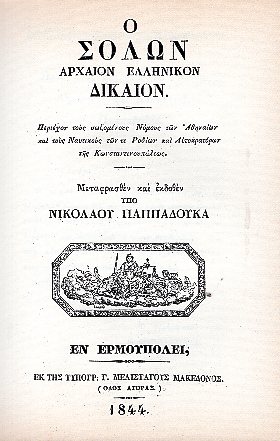 Ο
ΣΟΛΩΝ
ΑΡΧΑΙΟΝ ΕΛΛΗΝΙΚΟΝ
ΔΙΚΑΙΟΝ.
Περιέχον τοὺς σωζομένους Νόμους τῶν Ἀθηναίων
καὶ τοὺς Ναυτικοὺς τῶν τε Ῥοδίων καὶ Αὐτοκρατόρων
τῆς Κωνσταντινουπόλεως.
Μεταφρασθὲν καὶ ἐκδοθὲν
ΥΠΟ
ΝΙΚΟΛΑΟΥ ΠΑΠΠΑΔΟΥΚΑ
ΕΝ ΕΡΜΟΥΠΟΛΕΙ,
ΕΚ ΤΗΣ ΤΥΠΟΓΡ: Γ. ΜΕΛΙΣΤΑΓΟΥΣ ΜΑΚΕΔΟΝΟΣ.
(ΟΔΟΣ ΑΓΟΡΑΣ.)
1844.